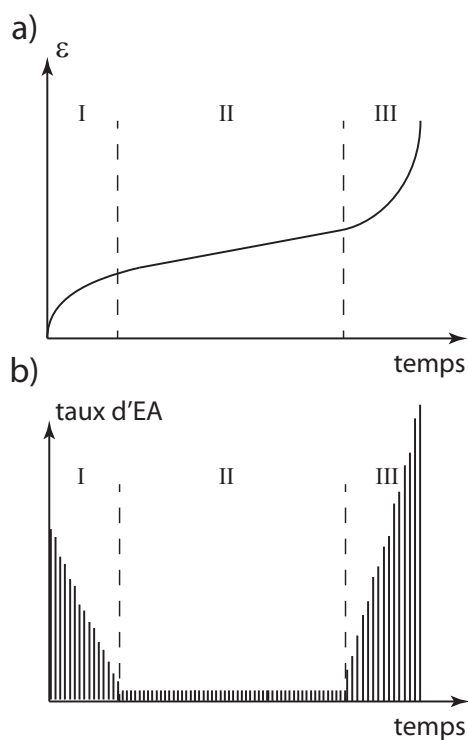 a)
ε
I II III
temps
b)
taux d'EA
I II III
temps